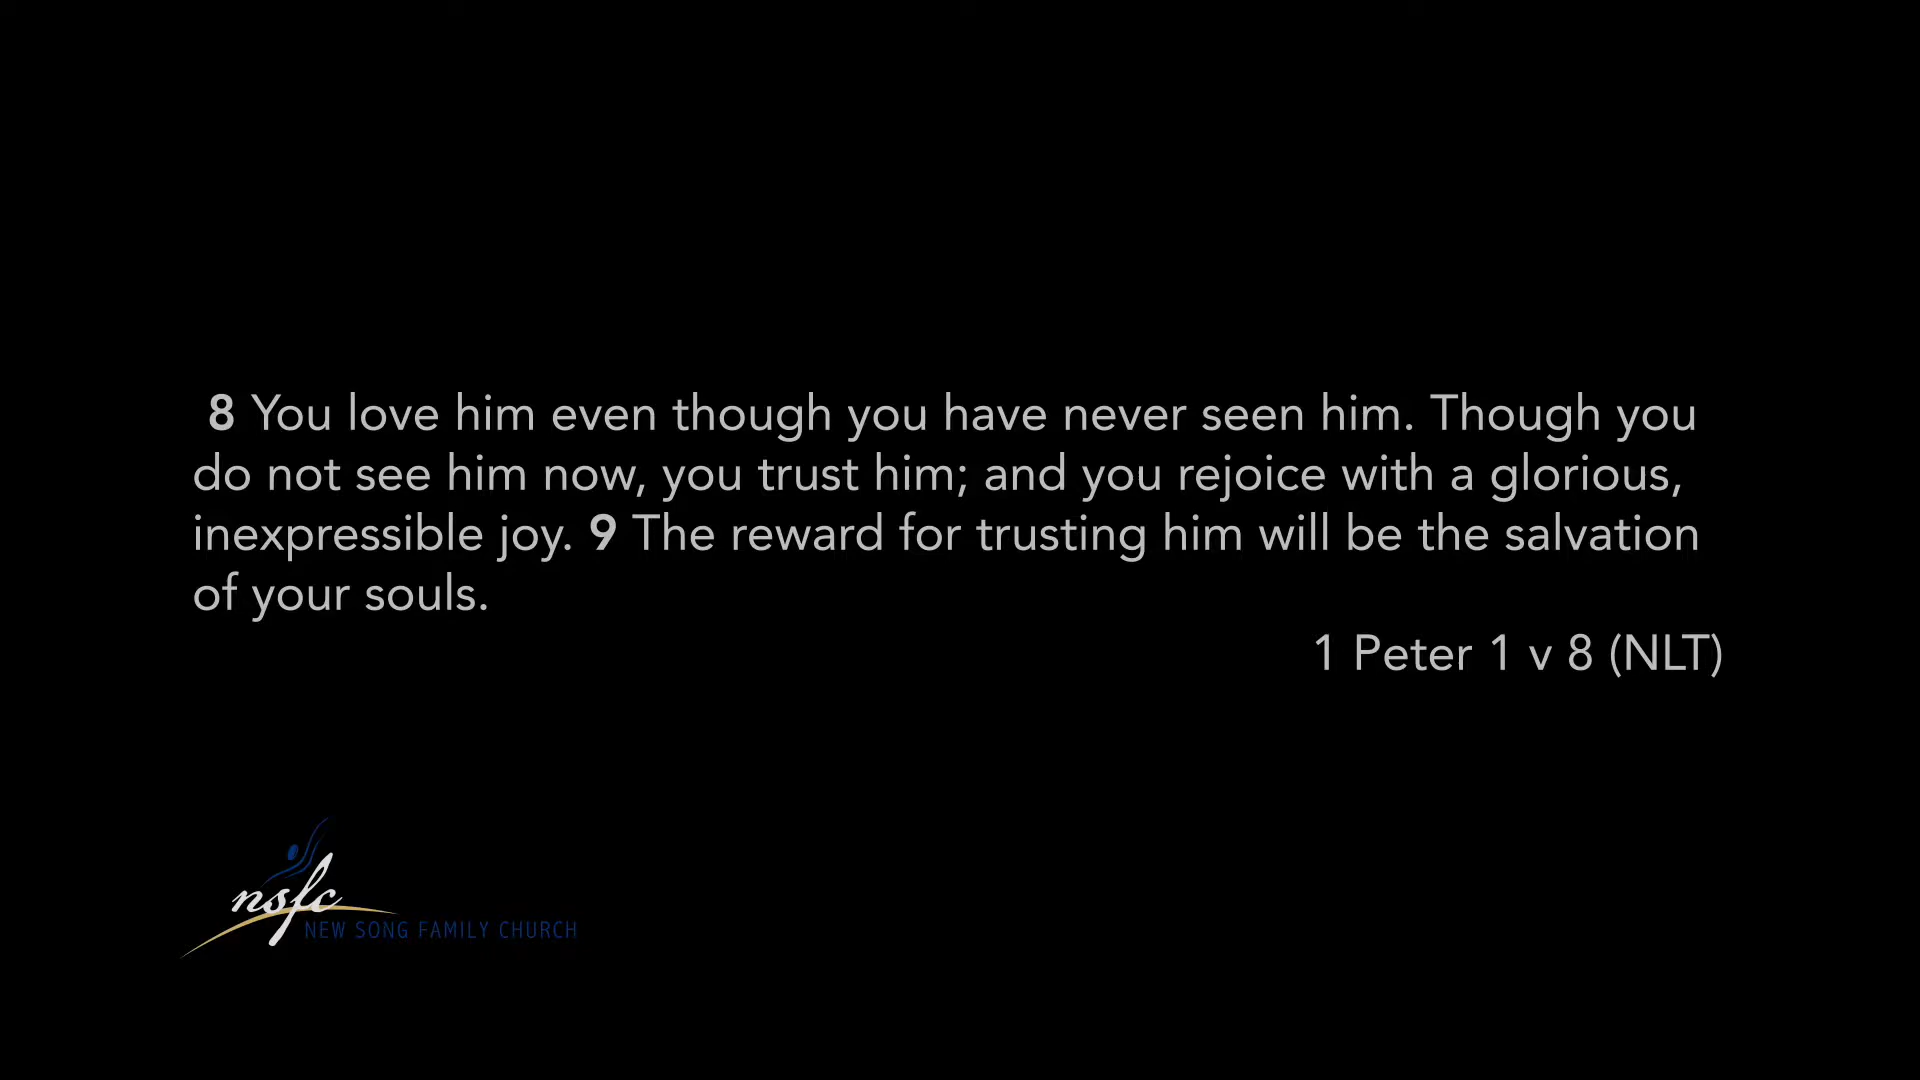 8 You love him even though you have never seen him. Though you
do not see him now, you trust him; and you rejoice with a glorious,
inexpressible joy. 9 The reward for trusting him will be the salvation
of your souls.
1 Peter 1 v 8 (NLT)
nsfc
NEW SONG FAMILY CHURCH